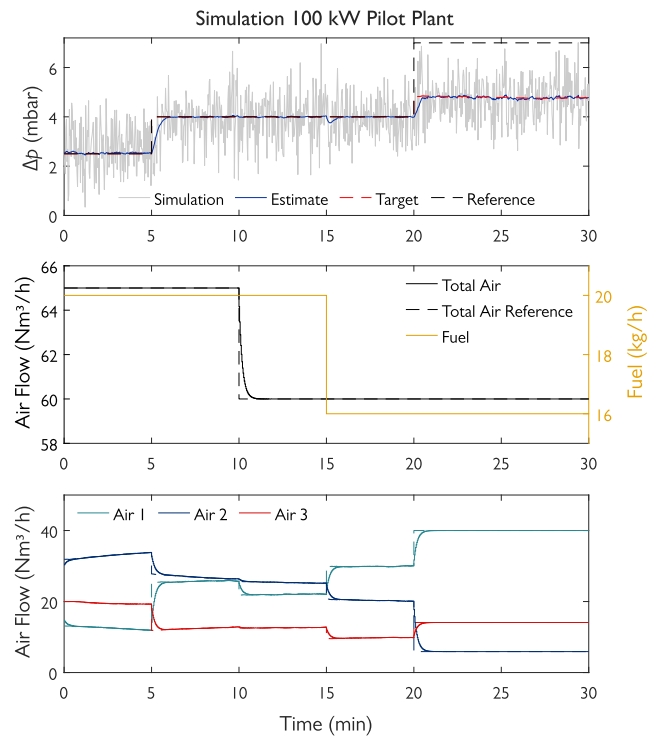 Simulation 100 kW Pilot Plant
Δp (mbar)
6
4
2
0
Simulation Estimate Target Reference
0 5 10 15 20 25 30
Air Flow (Nm³/h)
66
64
62
60
58
Total Air
Total Air Reference
Fuel
20
18
16
Fuel (kg/h)
0 5 10 15 20 25 30
Air Flow (Nm³/h)
40
20
0
Air 1 Air 2 Air 3
0 5 10 15 20 25 30
Time (min)